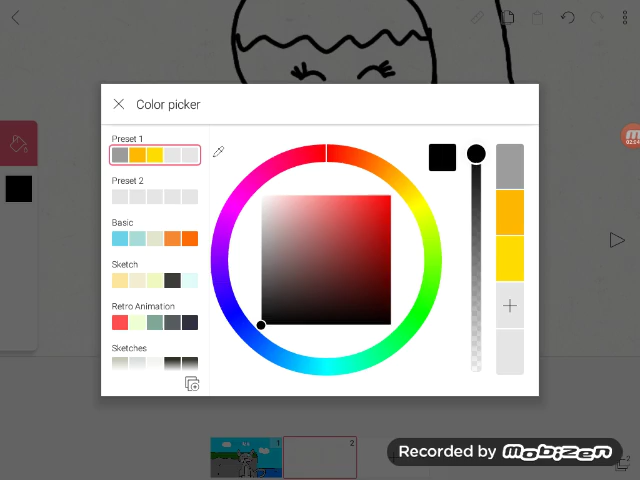 Color picker
Preset 1
Preset 2
Basic
Sketch
Retro Animation
Sketches
1
2
Recorded by mobizen